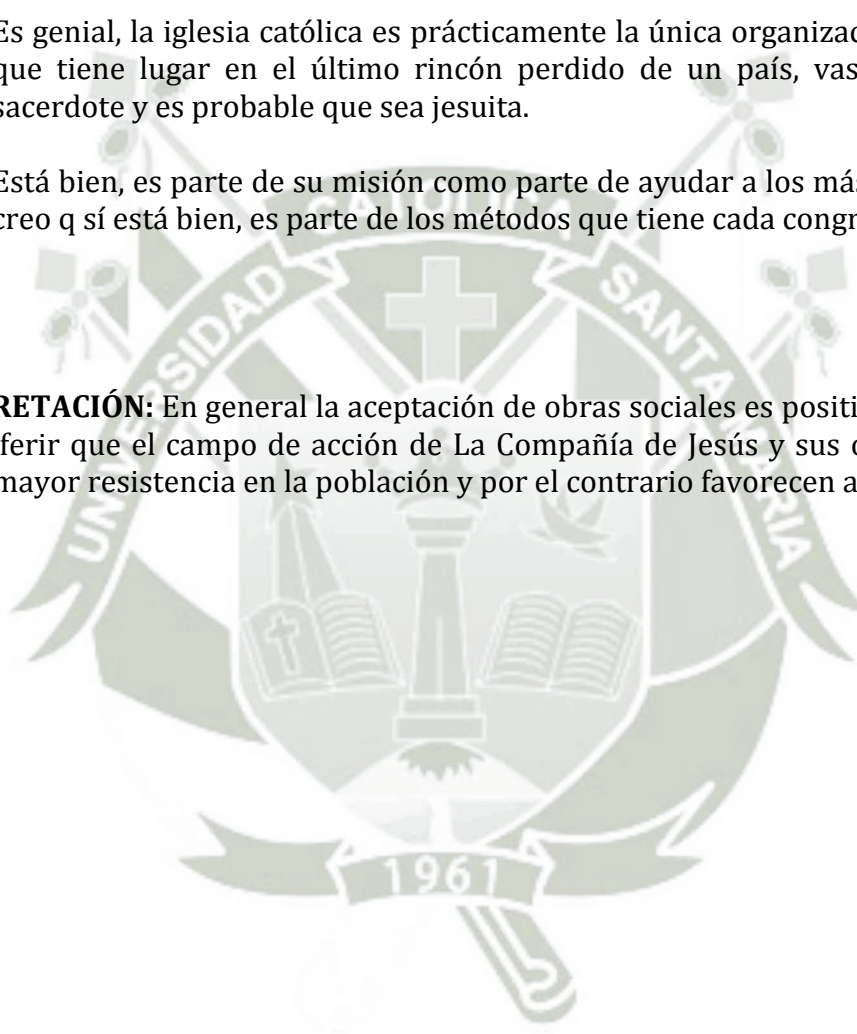 Es genial, la iglesia católica es prácticamente la única organizac
que tiene lugar en el último rincón perdido de un país, vas
sacerdote y es probable que sea jesuita.
Está bien, es parte de su misión como parte de ayudar a los más
creo q sí está bien, es parte de los métodos que tiene cada congr
RETACIÓN: En general la aceptación de obras sociales es positi
ferir que el campo de acción de La Compañía de Jesús y sus o
mayor resistencia en la población y por el contrario favorecen a
UNIVERSIDAD CATÓLICA SANTA MARIA
1961